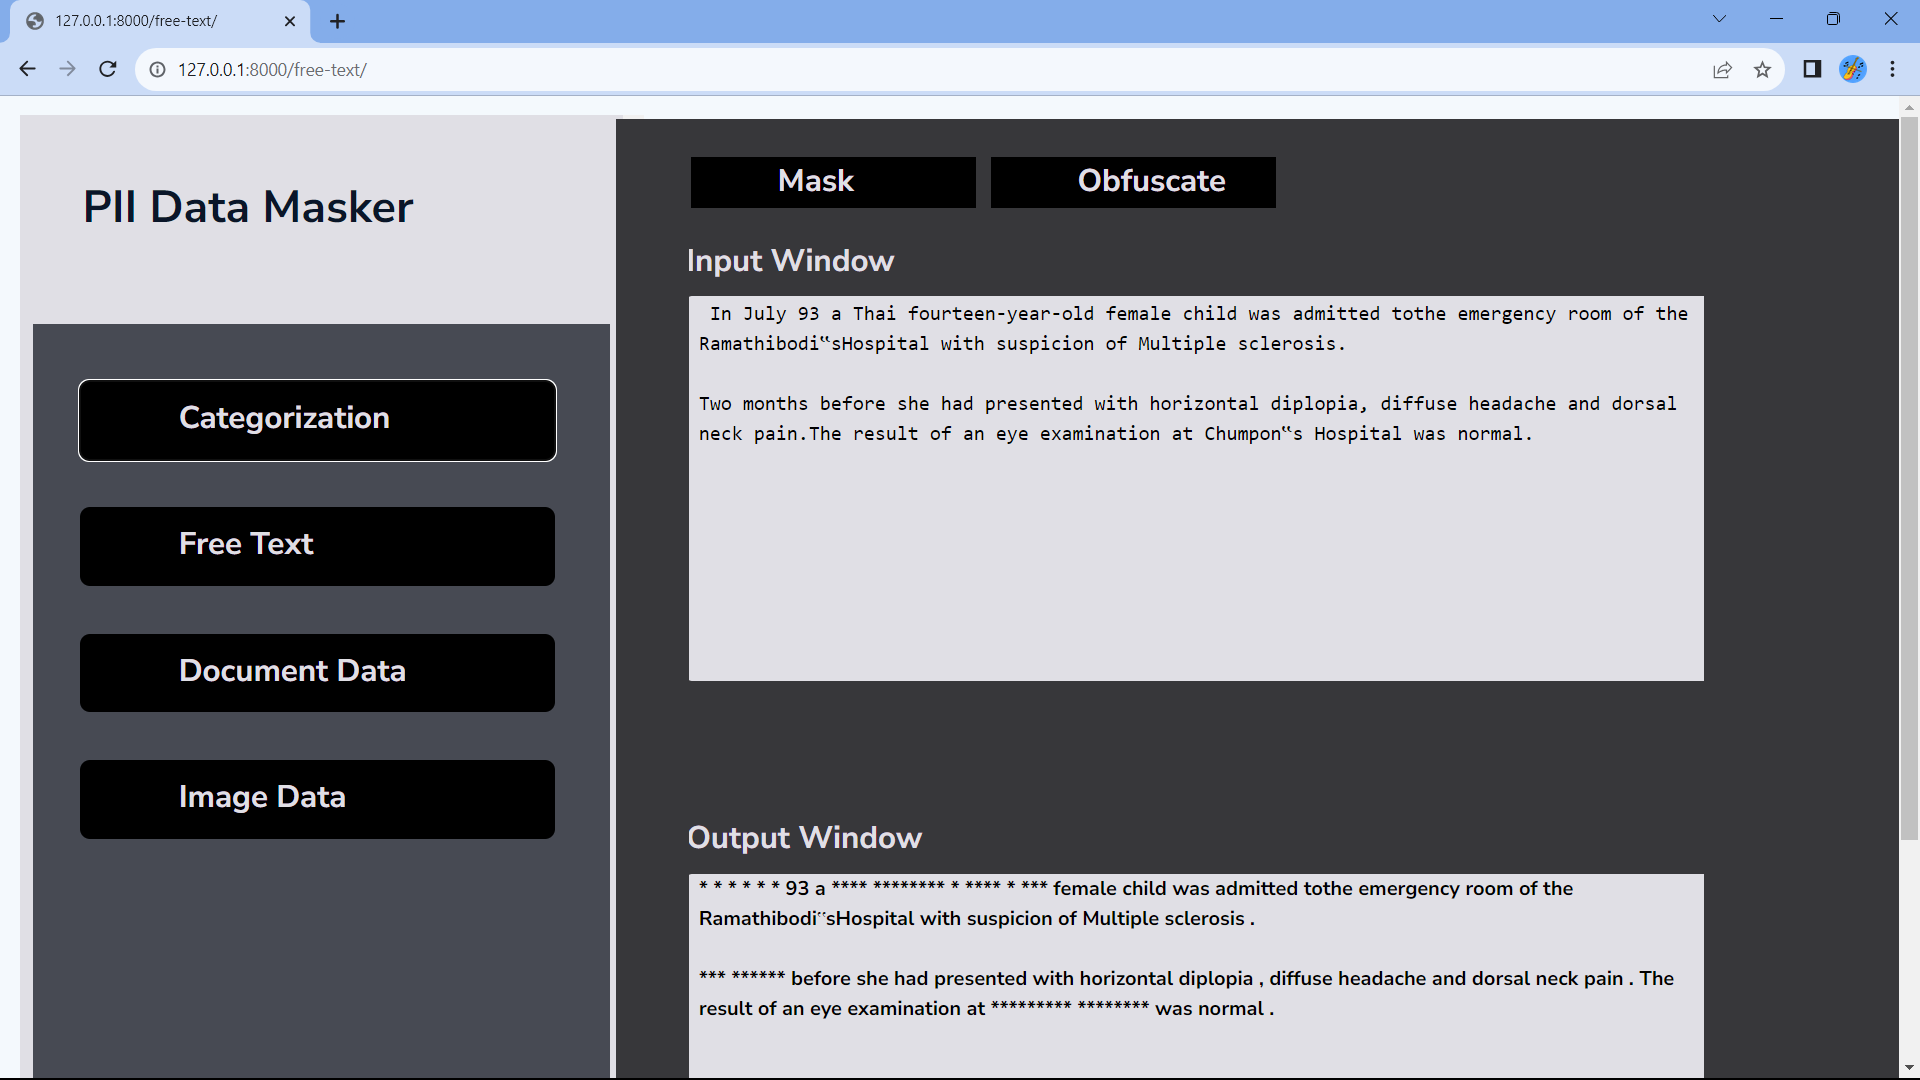 127.0.0.1:8000/free-text/
127.0.0.1:8000/free-text/
PII Data Masker
Categorization
Free Text
Document Data
Image Data
Mask
Obfuscate
Input Window
In July 93 a Thai fourteen-year-old female child was admitted tothe emergency room of the
Ramathibodi‟sHospital with suspicion of Multiple sclerosis.
Two months before she had presented with horizontal diplopia, diffuse headache and dorsal
neck pain.The result of an eye examination at Chumpon‟s Hospital was normal.
Output Window
* * * * * * 93 a **** ******** * **** * *** female child was admitted tothe emergency room of the
Ramathibodi‟sHospital with suspicion of Multiple sclerosis .
*** ****** before she had presented with horizontal diplopia , diffuse headache and dorsal neck pain . The
result of an eye examination at ********* ******** was normal .